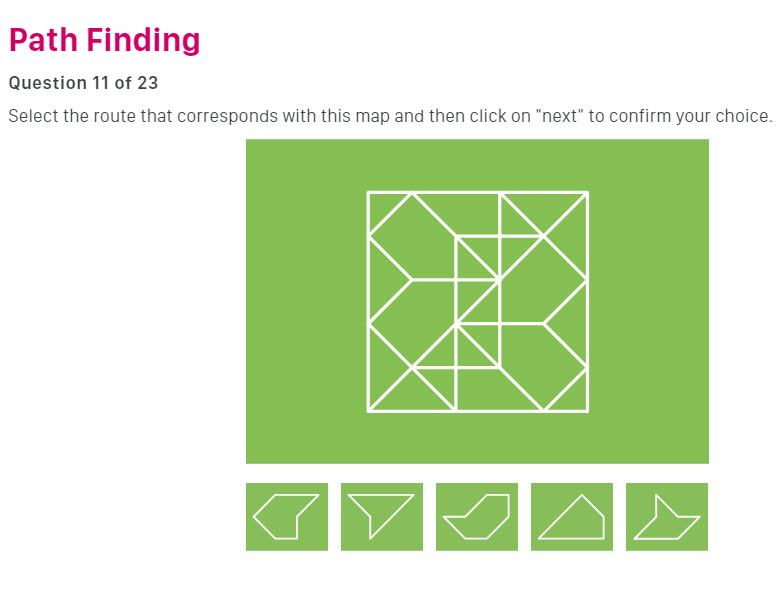 Path Finding
Question 11 of 23
Select the route that corresponds with this map and then click on "next" to confirm your choice.